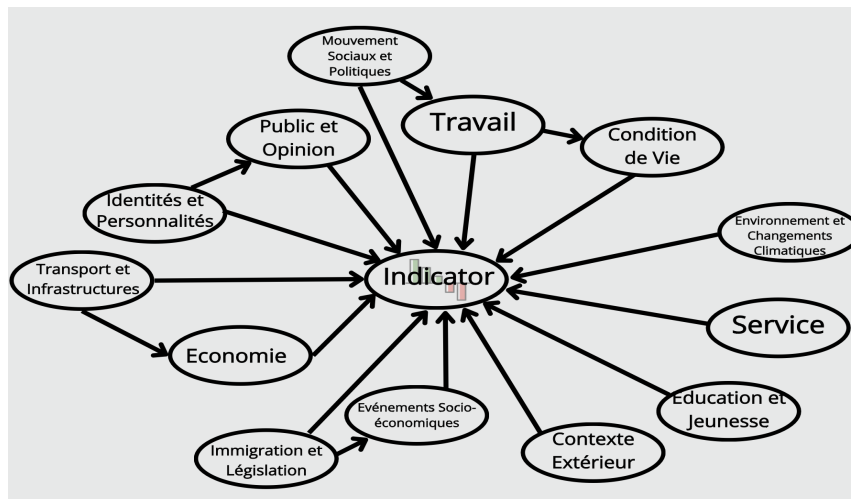 Mouvement
Sociaux et
Politiques
Travail
Public et
Opinion
Condition
de Vie
Identités et
Personnalités
Environnement et
Changements
Climatiques
Transport et
Infrastructures
Indicator
Service
Economie
Evénements Socio-
économiques
Education et
Jeunesse
Immigration et
Législation
Contexte
Extérieur